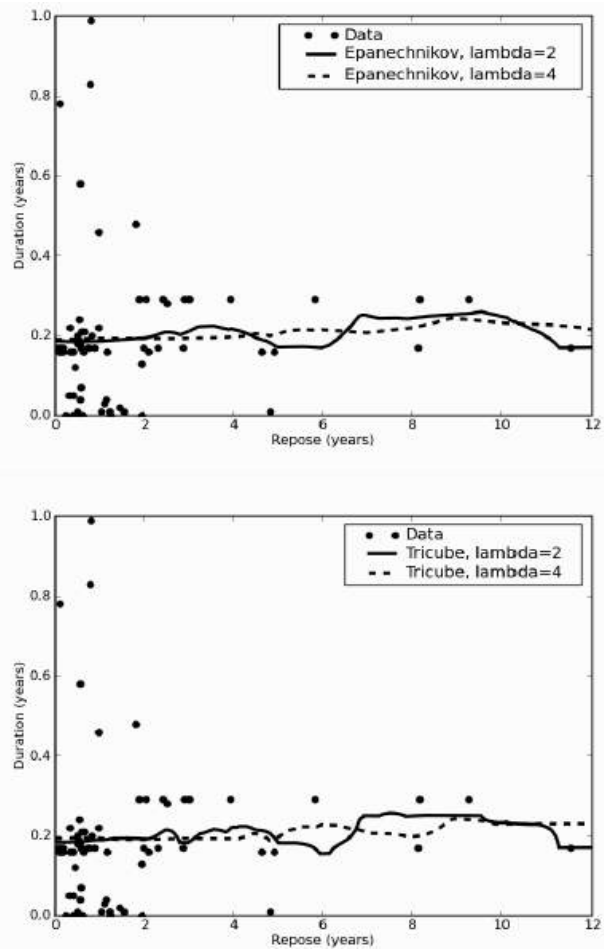 1.0
Data
Epanechnikov, lambda=2
Epanechnikov, lambda=4
0.8
0.6
Duration (years)
0.4
0.2
0.0
0 2 4 6 8 10 12
Repose (years)
1.0
Data
Tricube, lambda=2
Tricube, lambda=4
0.8
0.6
Duration (years)
0.4
0.2
0.0
0 2 4 6 8 10 12
Repose (years)